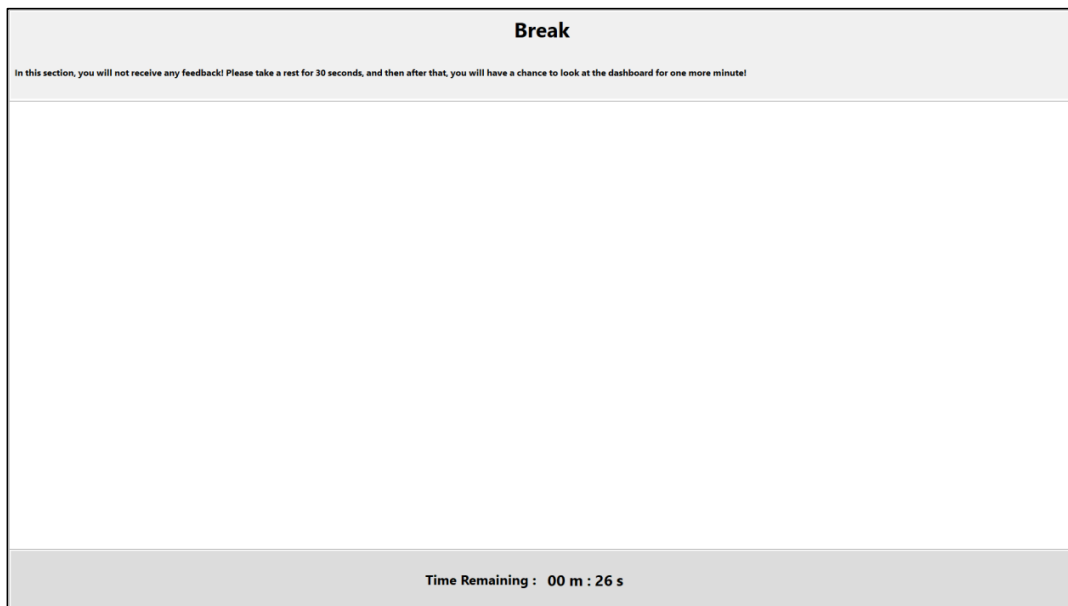 Break
In this section, you will not receive any feedback! Please take a rest for 30 seconds, and then after that, you will have a chance to look at the dashboard for one more minute!
Time Remaining : 00 m : 26 s